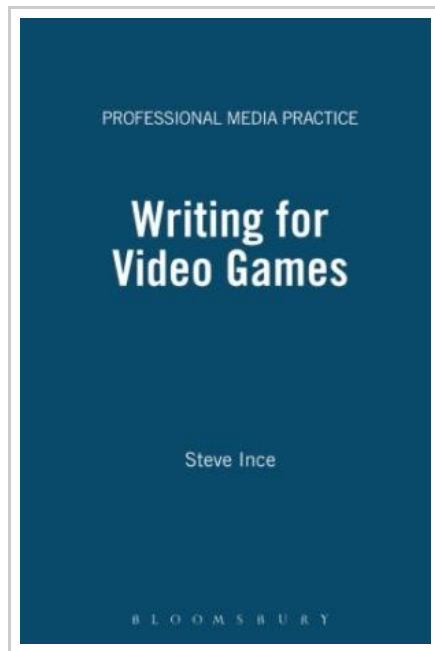 PROFESSIONAL MEDIA PRACTICE
Writing for
Video Games
Steve Ince
BLOOMSBURY